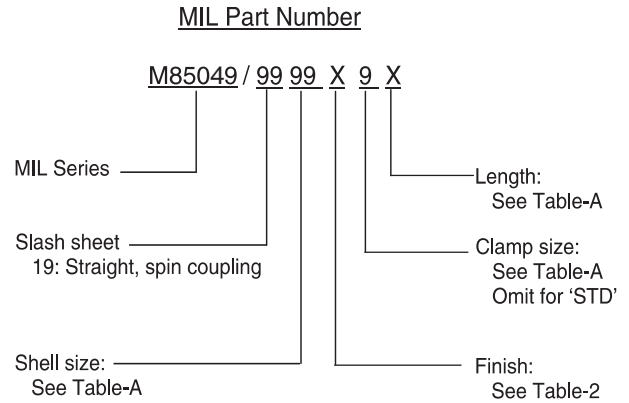 MIL Part Number
M85049 / 99 99 X 9 X
MIL Series
Slash sheet
19: Straight, spin coupling
Shell size:
See Table-A
Length:
See Table-A
Clamp size:
See Table-A
Omit for ‘STD’
Finish:
See Table-2